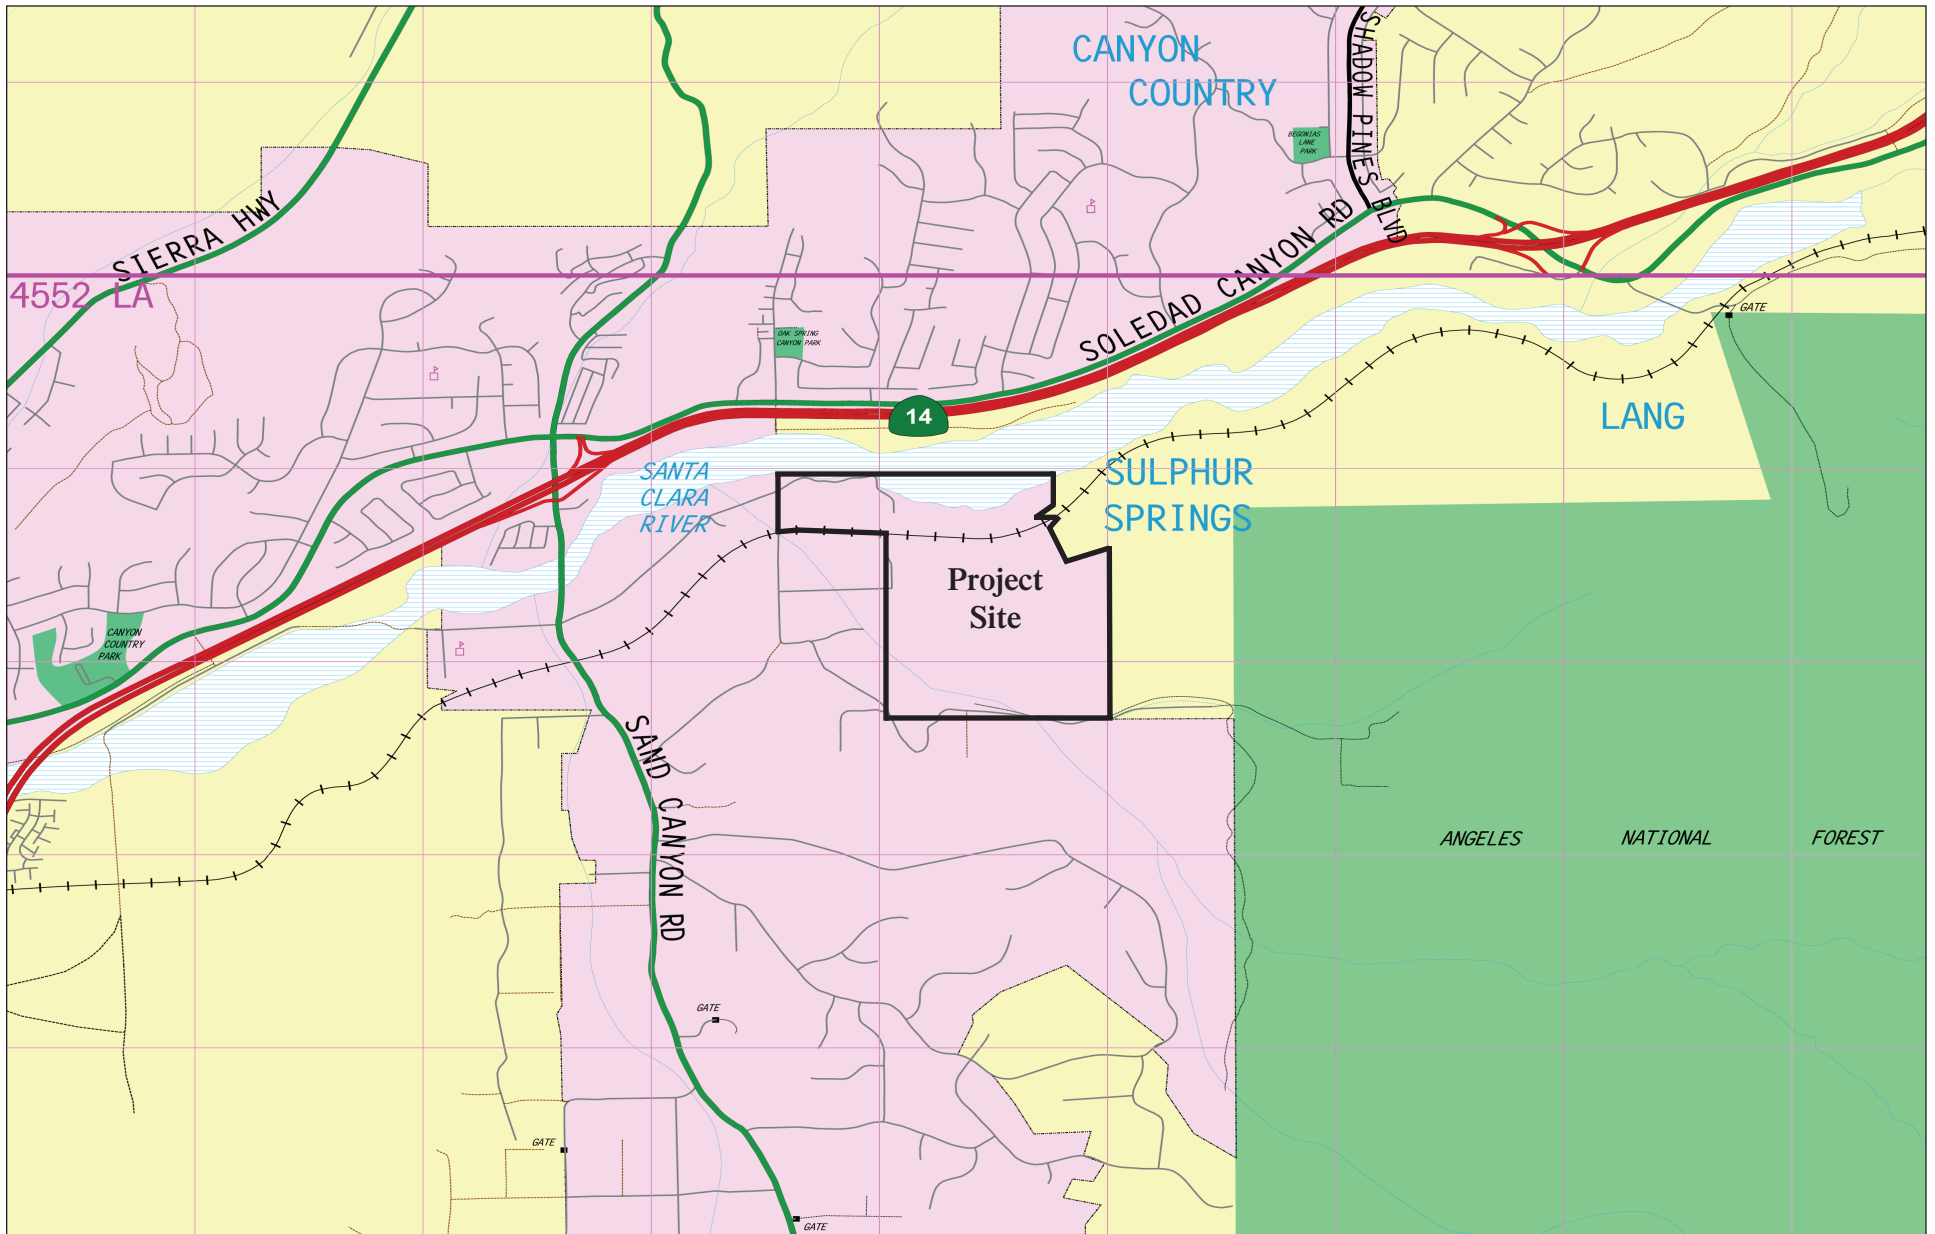 CANYON
COUNTRY
SHADOW PINES BLVD
BEGONIAS
LANE
PARK
SIERRA HWY
4552 LA
SOLEDAD CANYON RD
GATE
OAK SPRING
CANYON PARK
14
LANG
SANTA
CLARA
RIVER
SULPHUR
SPRINGS
Project
Site
CANYON
COUNTRY
PARK
SAND CANYON RD
ANGELES NATIONAL FOREST
GATE
GATE
GATE